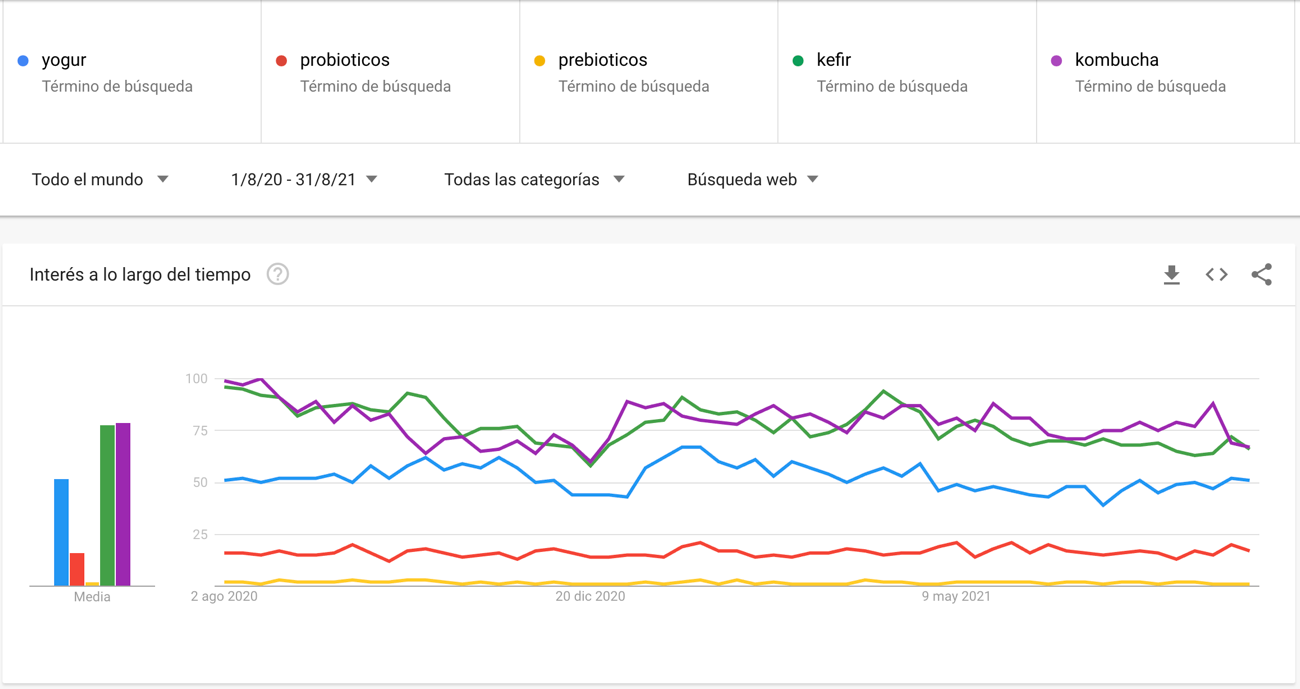 yogur
Término de búsqueda
probioticos
Término de búsqueda
prebioticos
Término de búsqueda
kefir
Término de búsqueda
kombucha
Término de búsqueda
Todo el mundo
1/8/20 - 31/8/21
Todas las categorías
Búsqueda web
Interés a lo largo del tiempo ?
100
75
50
25
Media
2 ago 2020
20 dic 2020
9 may 2021